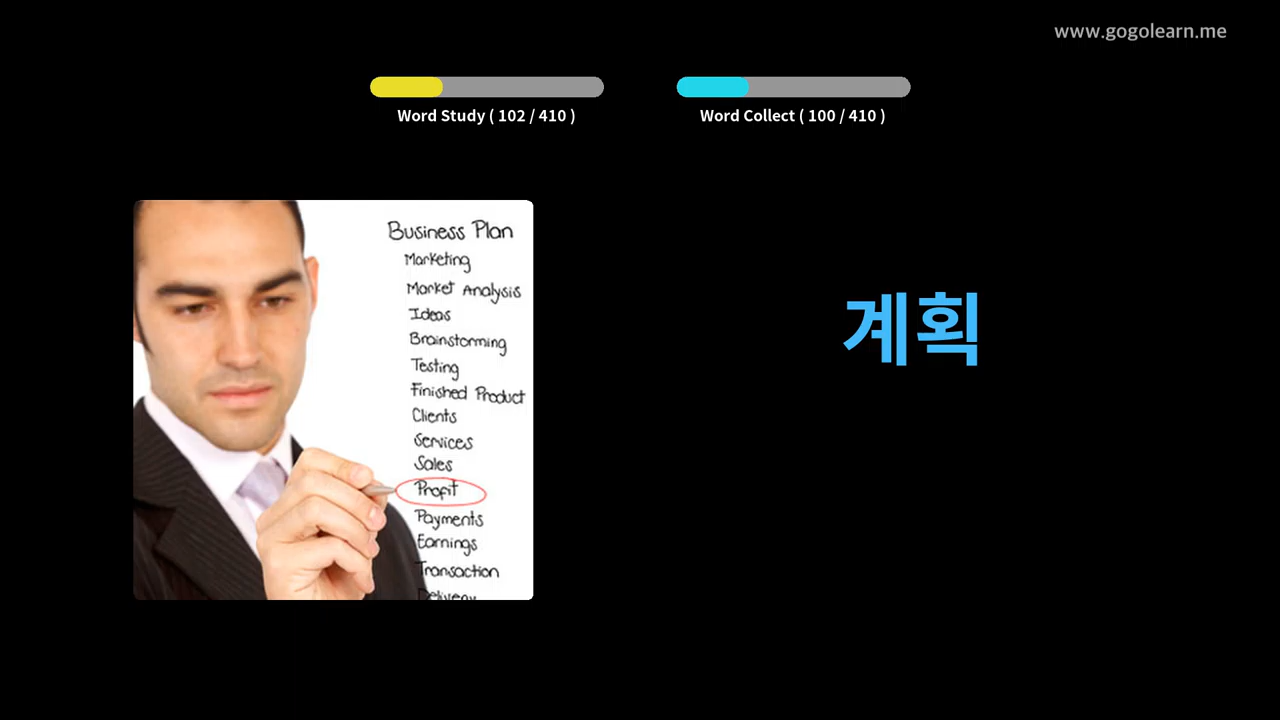 www.gogolearn.me
Word Study ( 102 / 410 )
Word Collect ( 100 / 410 )
Business Plan
Marketing
Market Analysis
Ideas
Brainstorming
Testing
Finished Product
Clients
Services
Sales
Profit
Payments
Earnings
Transaction
Delivery
계획